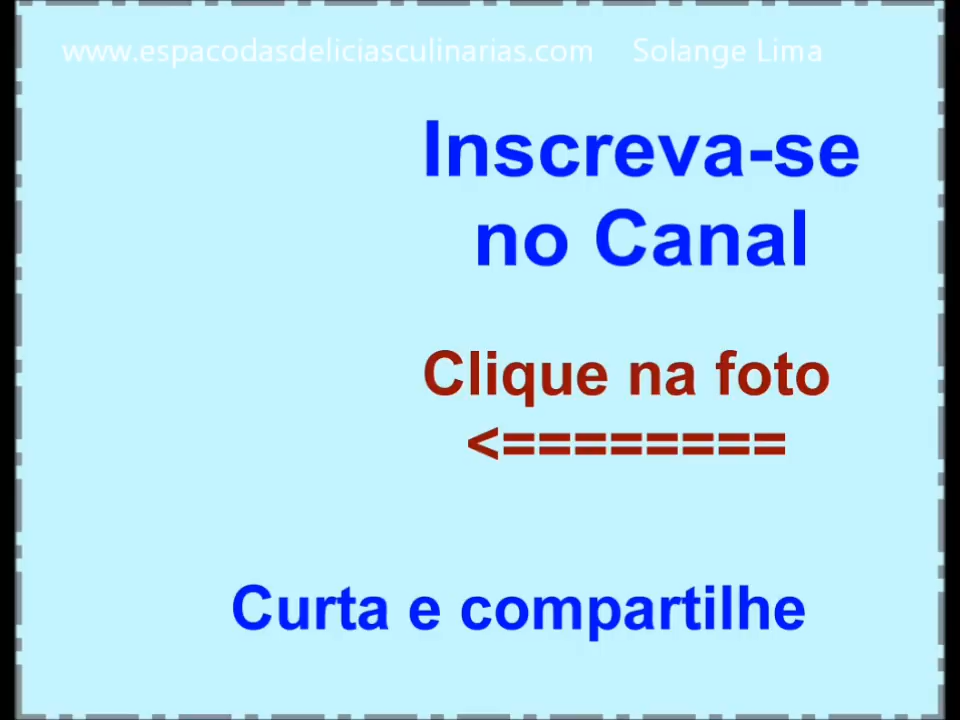 www.espacodasdeliciasculinarias.com Solange Lima
Inscreva-se
no Canal
Clique na foto
<========
Curta e compartilhe